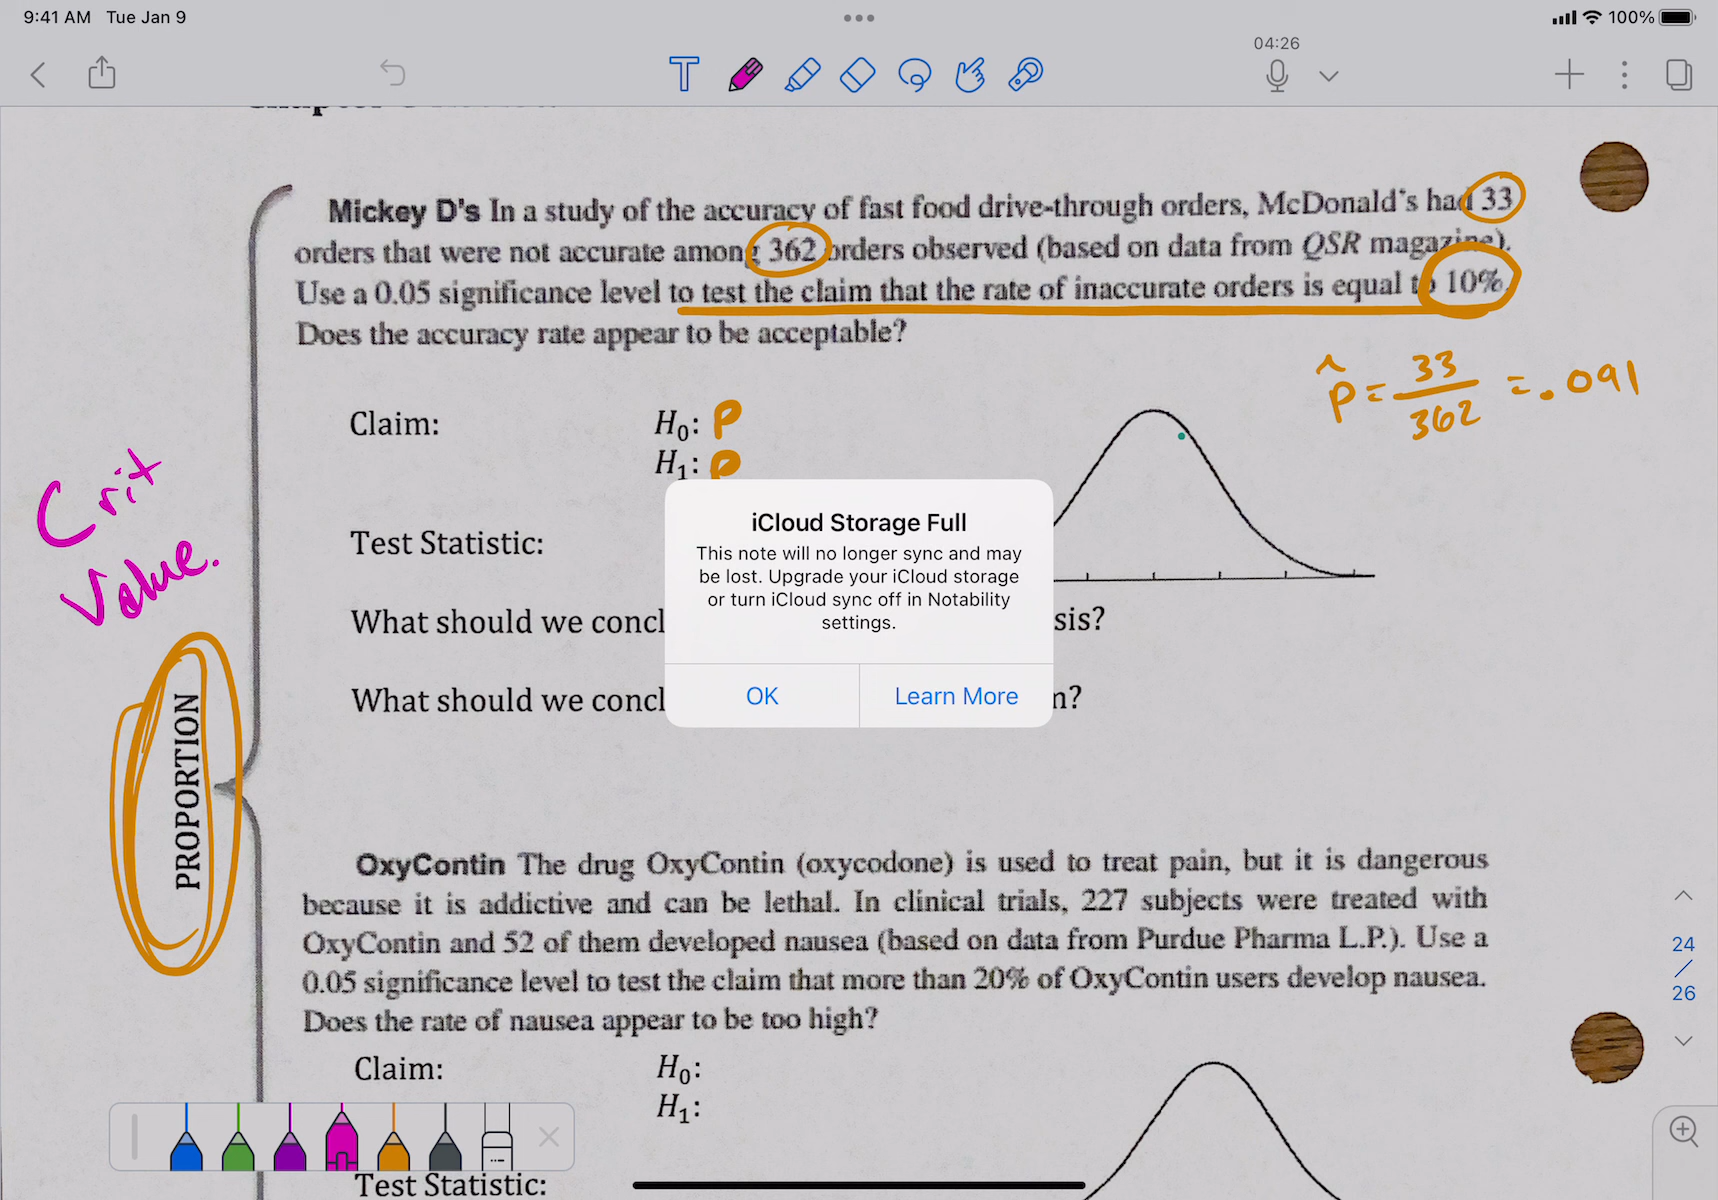 9:41 AM Tue Jan 9
100%
04:26
Mickey D's In a study of the accuracy of fast food drive-through orders, McDonald's had 33
orders that were not accurate among 362 orders observed (based on data from QSR magazine).
Use a 0.05 significance level to test the claim that the rate of inaccurate orders is equal to 10%.
Does the accuracy rate appear to be acceptable?
p̂ = 33/362 = .091
Claim:
H₀: P
H₁: P
Crit
Value.
Test Statistic:
What should we concl
sis?
What should we concl
n?
iCloud Storage Full
This note will no longer sync and may
be lost. Upgrade your iCloud storage
or turn iCloud sync off in Notability
settings.
OK
Learn More
PROPORTION
OxyContin The drug OxyContin (oxycodone) is used to treat pain, but it is dangerous
because it is addictive and can be lethal. In clinical trials, 227 subjects were treated with
OxyContin and 52 of them developed nausea (based on data from Purdue Pharma L.P.). Use a
0.05 significance level to test the claim that more than 20% of OxyContin users develop nausea.
Does the rate of nausea appear to be too high?
24
/
26
Claim:
H₀:
H₁:
Test Statistic: